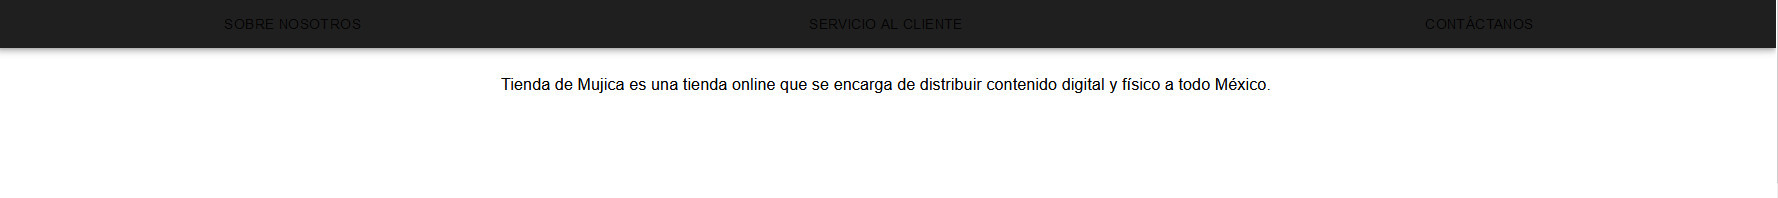 SOBRE NOSOTROS
SERVICIO AL CLIENTE
CONTÁCTANOS
Tienda de Mujica es una tienda online que se encarga de distribuir contenido digital y físico a todo México.